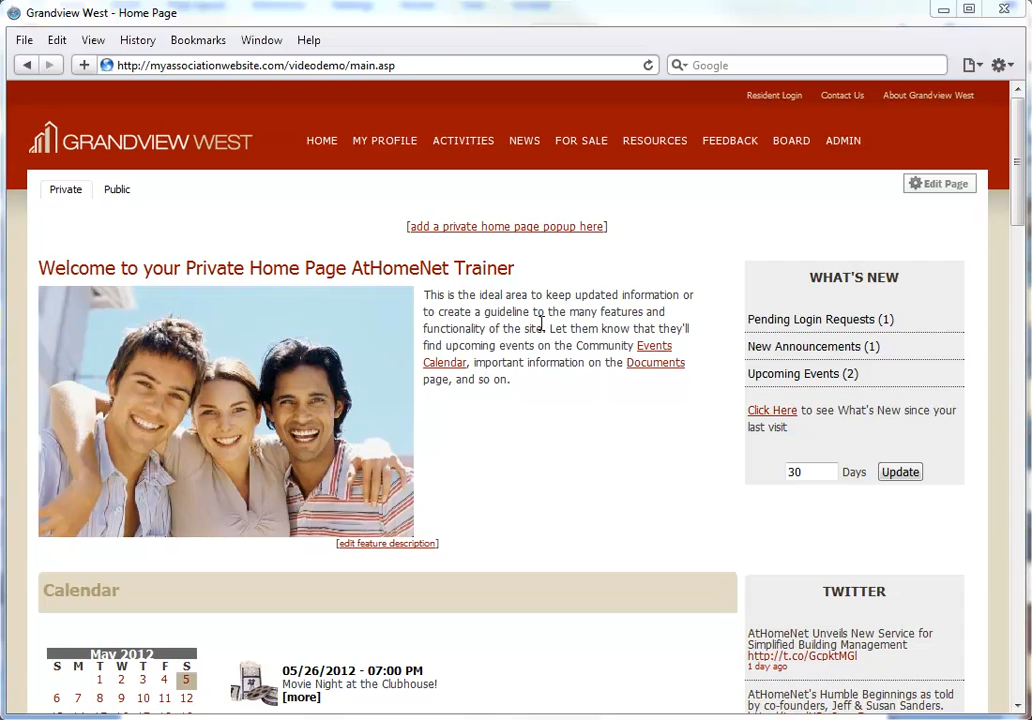 Grandview West - Home Page
File Edit View History Bookmarks Window Help
http://myassociationwebsite.com/videodemo/main.asp
Google
Resident Login Contact Us About Grandview West
GRANDVIEW WEST
HOME MY PROFILE ACTIVITIES NEWS FOR SALE RESOURCES FEEDBACK BOARD ADMIN
Private Public
Edit Page
[add a private home page popup here]
Welcome to your Private Home Page AtHomeNet Trainer
This is the ideal area to keep updated information or
to create a guideline to the many features and
functionality of the site. Let them know that they'll
find upcoming events on the Community Events
Calendar, important information on the Documents
page, and so on.
[edit feature description]
WHAT'S NEW
Pending Login Requests (1)
New Announcements (1)
Upcoming Events (2)
Click Here to see What's New since your
last visit
30 Days Update
Calendar
May 2012
S M T W T F S
1 2 3 4 5
6 7 8 9 10 11 12
05/26/2012 - 07:00 PM
Movie Night at the Clubhouse!
[more]
TWITTER
AtHomeNet Unveils New Service for
Simplified Building Management
http://t.co/GcpktMGl
1 day ago
AtHomeNet's Humble Beginnings as told
by co-founders, Jeff & Susan Sanders.